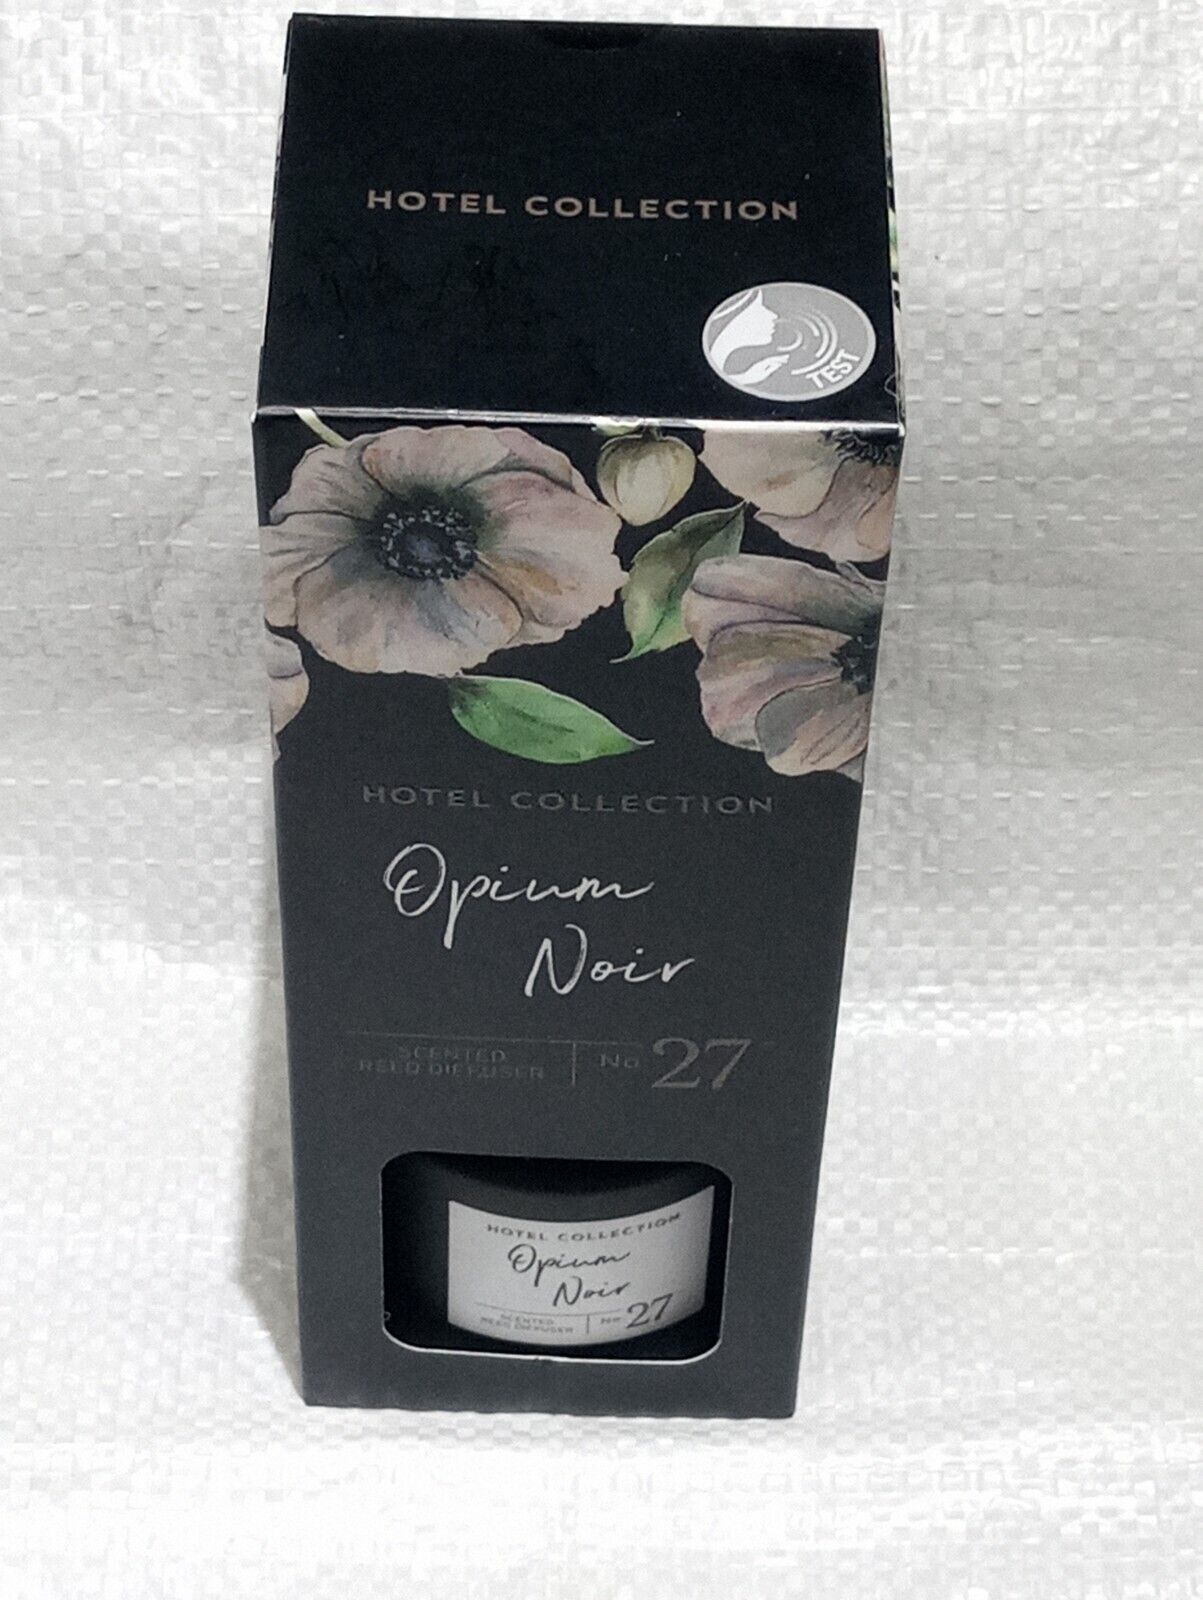 HOTEL COLLECTION
TEST
HOTEL COLLECTION
Opium
Noir
SCENTED
REED DIFFUSER
No 27
HOTEL COLLECTION
Opium
Noir
SCENTED
REED DIFFUSER
No 27